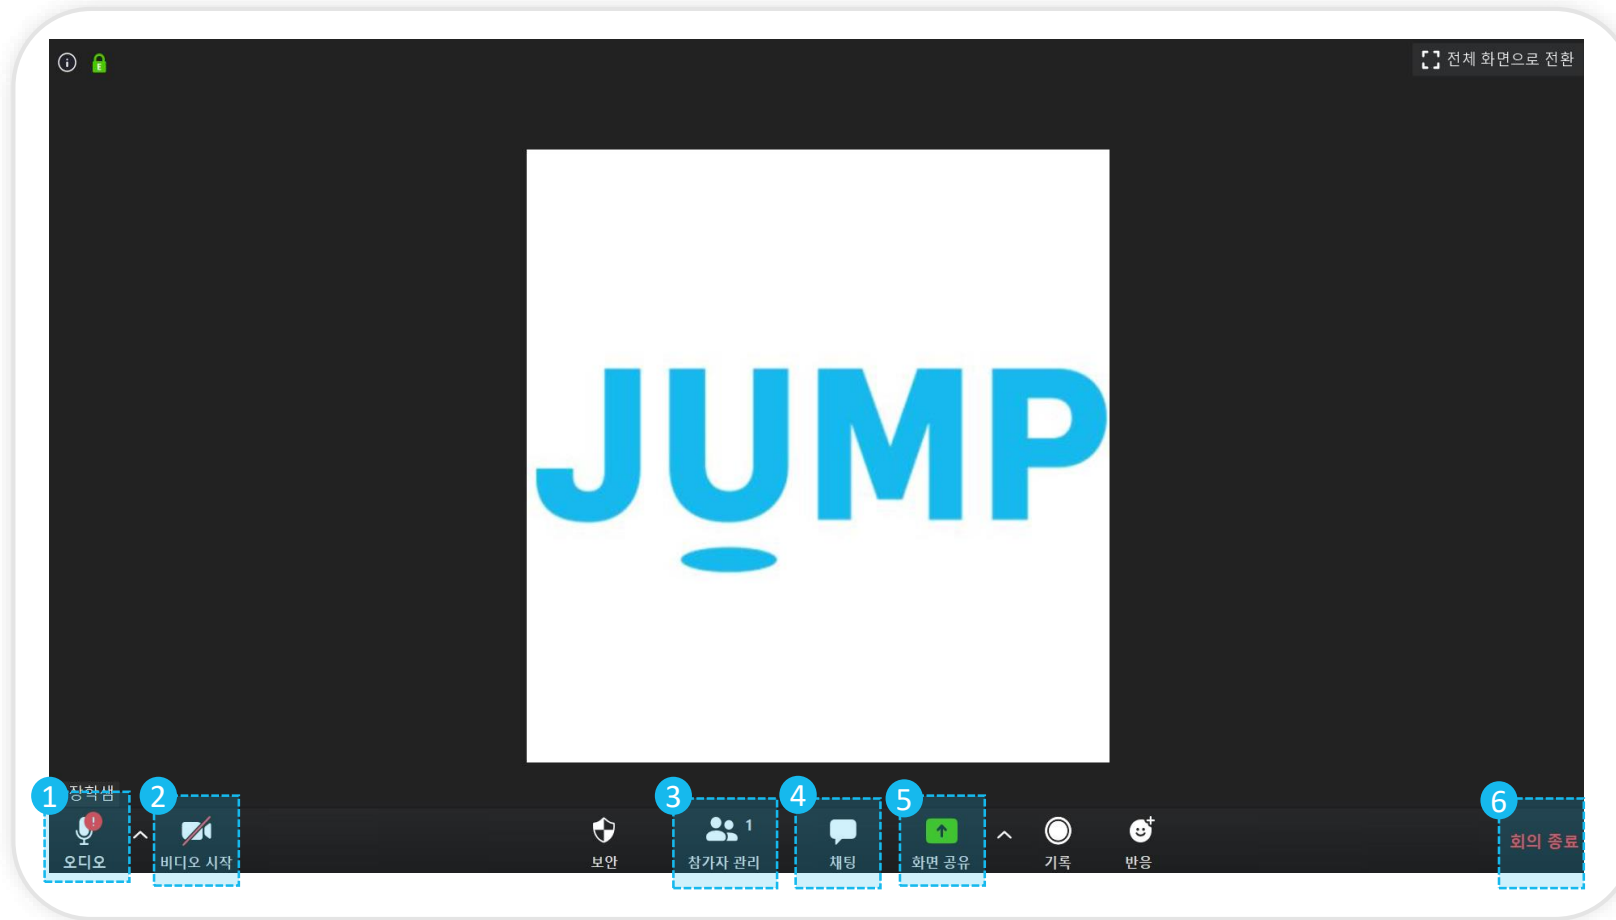 전체 화면으로 전환
JUMP
장학샘
1
2
3
4
5
6
오디오
비디오 시작
보안
1
참가자 관리
채팅
화면 공유
기록
반응
회의 종료